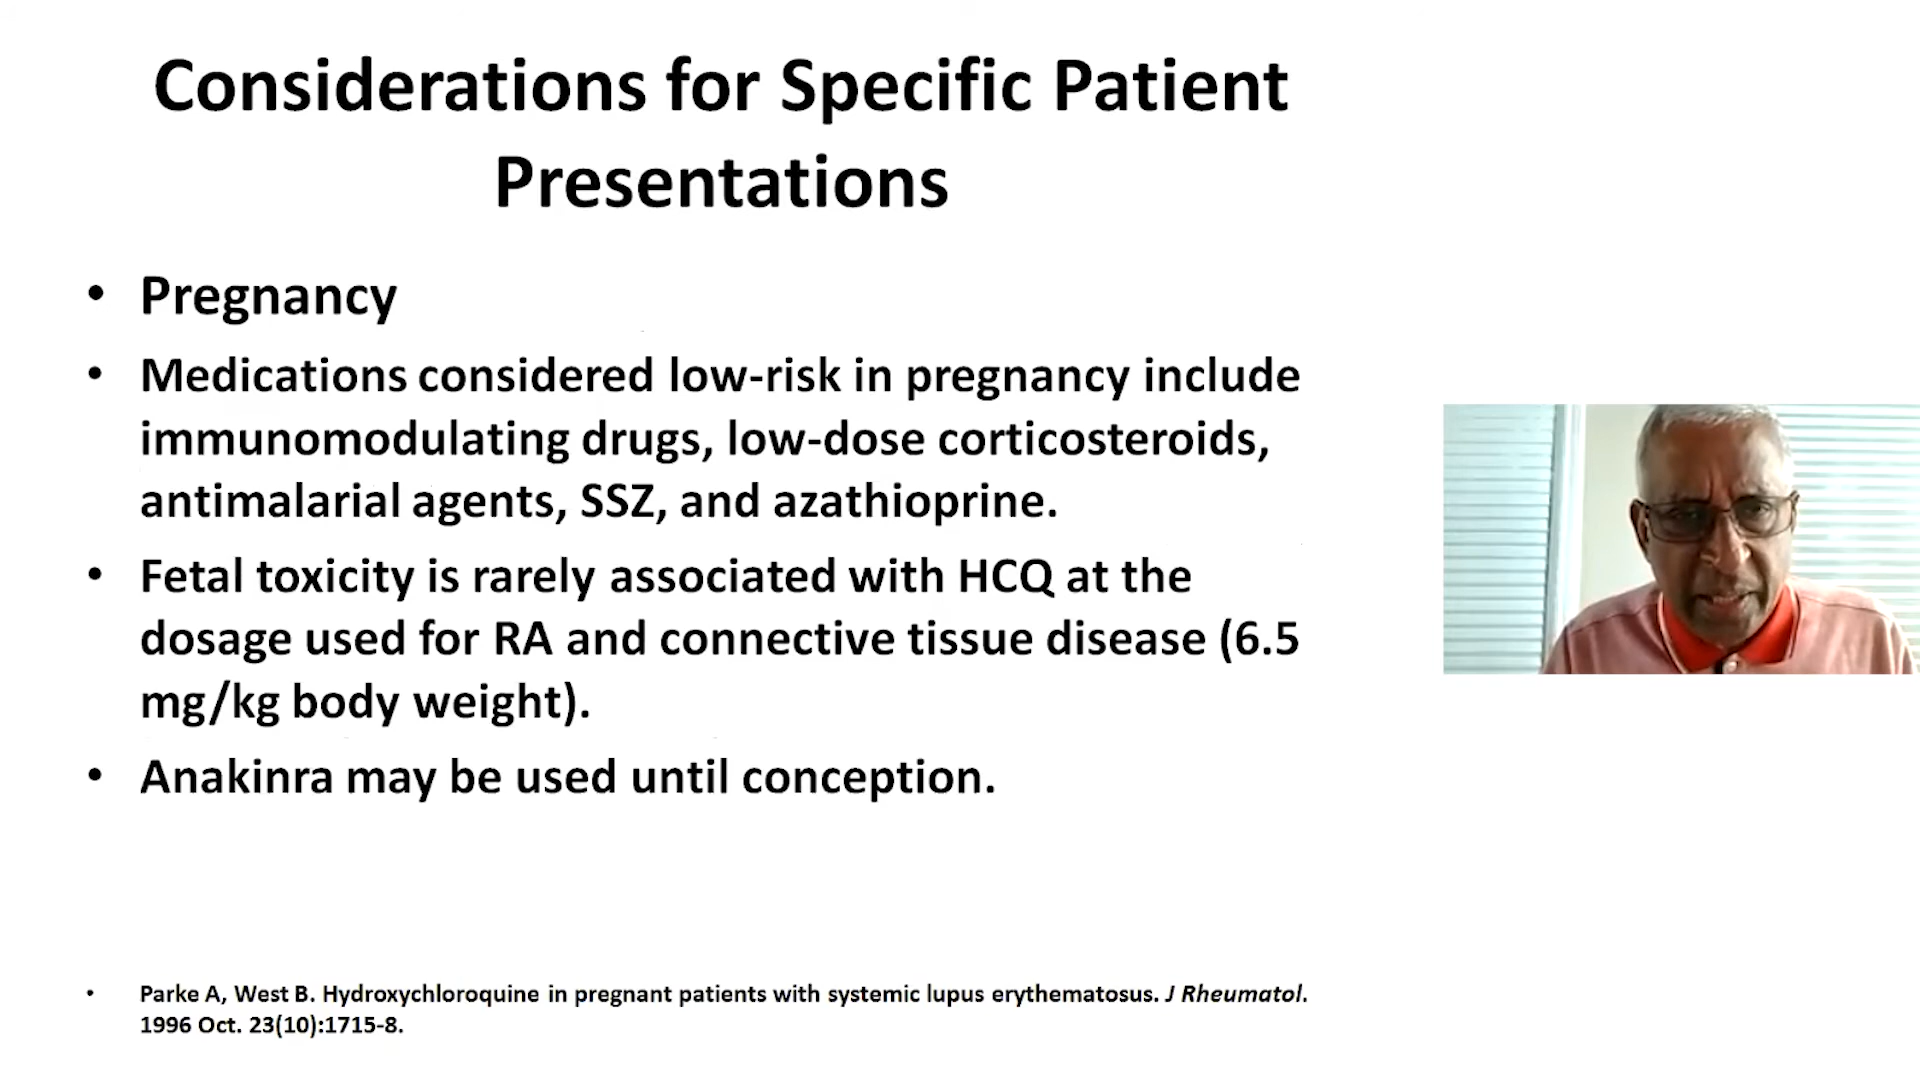 Considerations for Specific Patient
Presentations
• Pregnancy
• Medications considered low-risk in pregnancy include
immunomodulating drugs, low-dose corticosteroids,
antimalarial agents, SSZ, and azathioprine.
• Fetal toxicity is rarely associated with HCQ at the
dosage used for RA and connective tissue disease (6.5
mg/kg body weight).
• Anakinra may be used until conception.
• Parke A, West B. Hydroxychloroquine in pregnant patients with systemic lupus erythematosus. J Rheumatol.
1996 Oct. 23(10):1715-8.